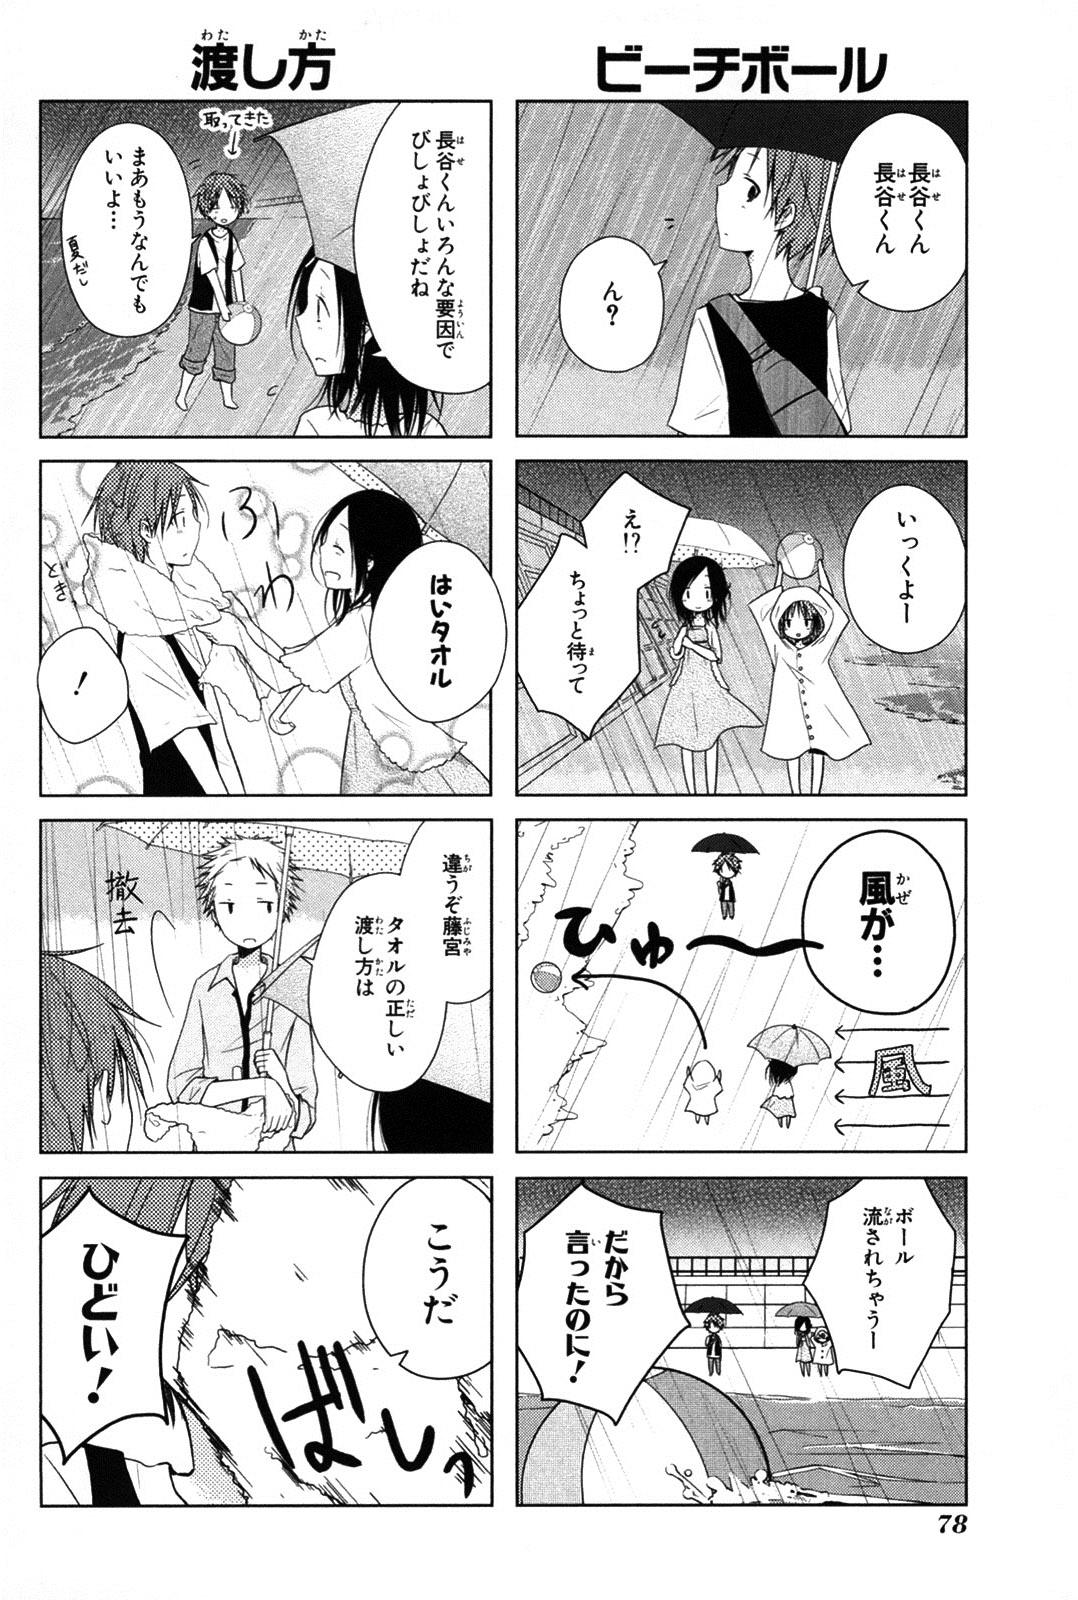 ビーチボール
長谷くん
長谷くん
ん?
いっくよー
え!?
ちょっと待って
風が…
ひゅー
風
ボール
流されちゃうー
だから
言ったのに!
渡し方
長谷くんいろんな要因で
びしょびしょだね
取ってきた
まあもうなんでも
いいよ…
夏だし
はいタオル
ふわ
どき
!
違うぞ藤宮
タオルの正しい
渡し方は
撤去
こうだ
ばしっ
ひどい!
78